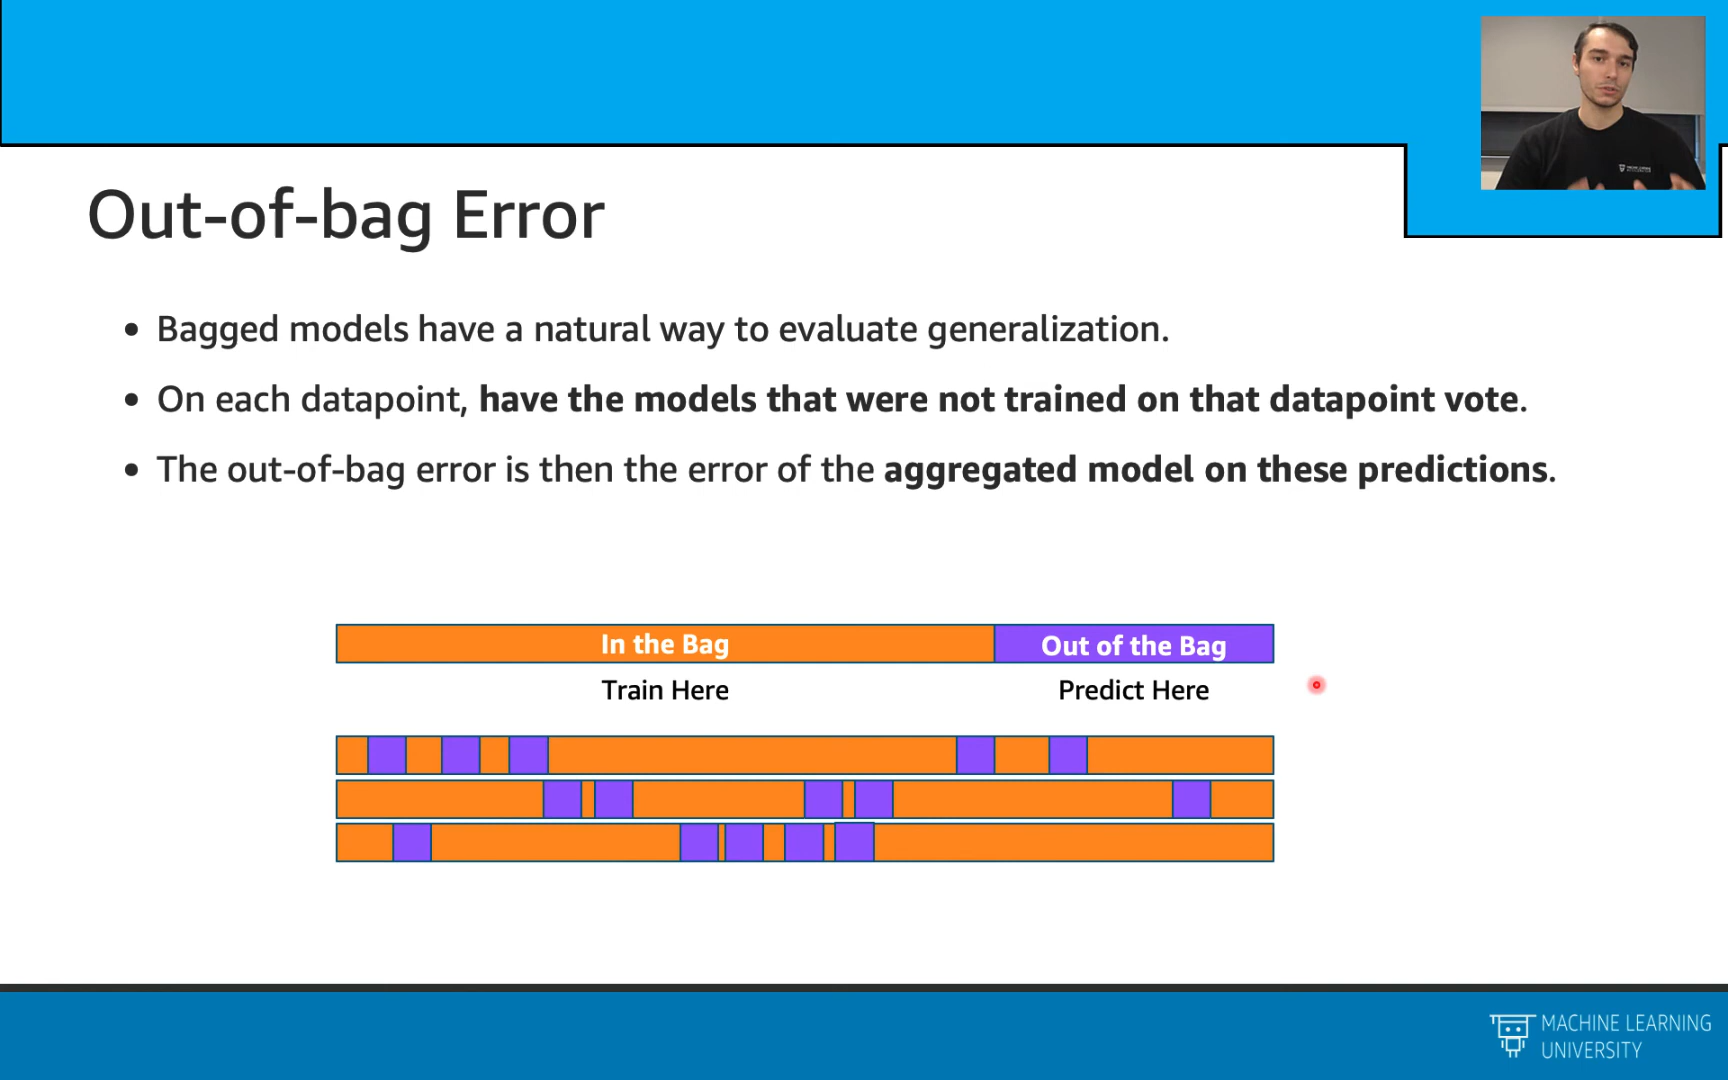 Out-of-bag Error
• Bagged models have a natural way to evaluate generalization.
• On each datapoint, have the models that were not trained on that datapoint vote.
• The out-of-bag error is then the error of the aggregated model on these predictions.
In the Bag
Out of the Bag
Train Here
Predict Here
MACHINE LEARNING
UNIVERSITY